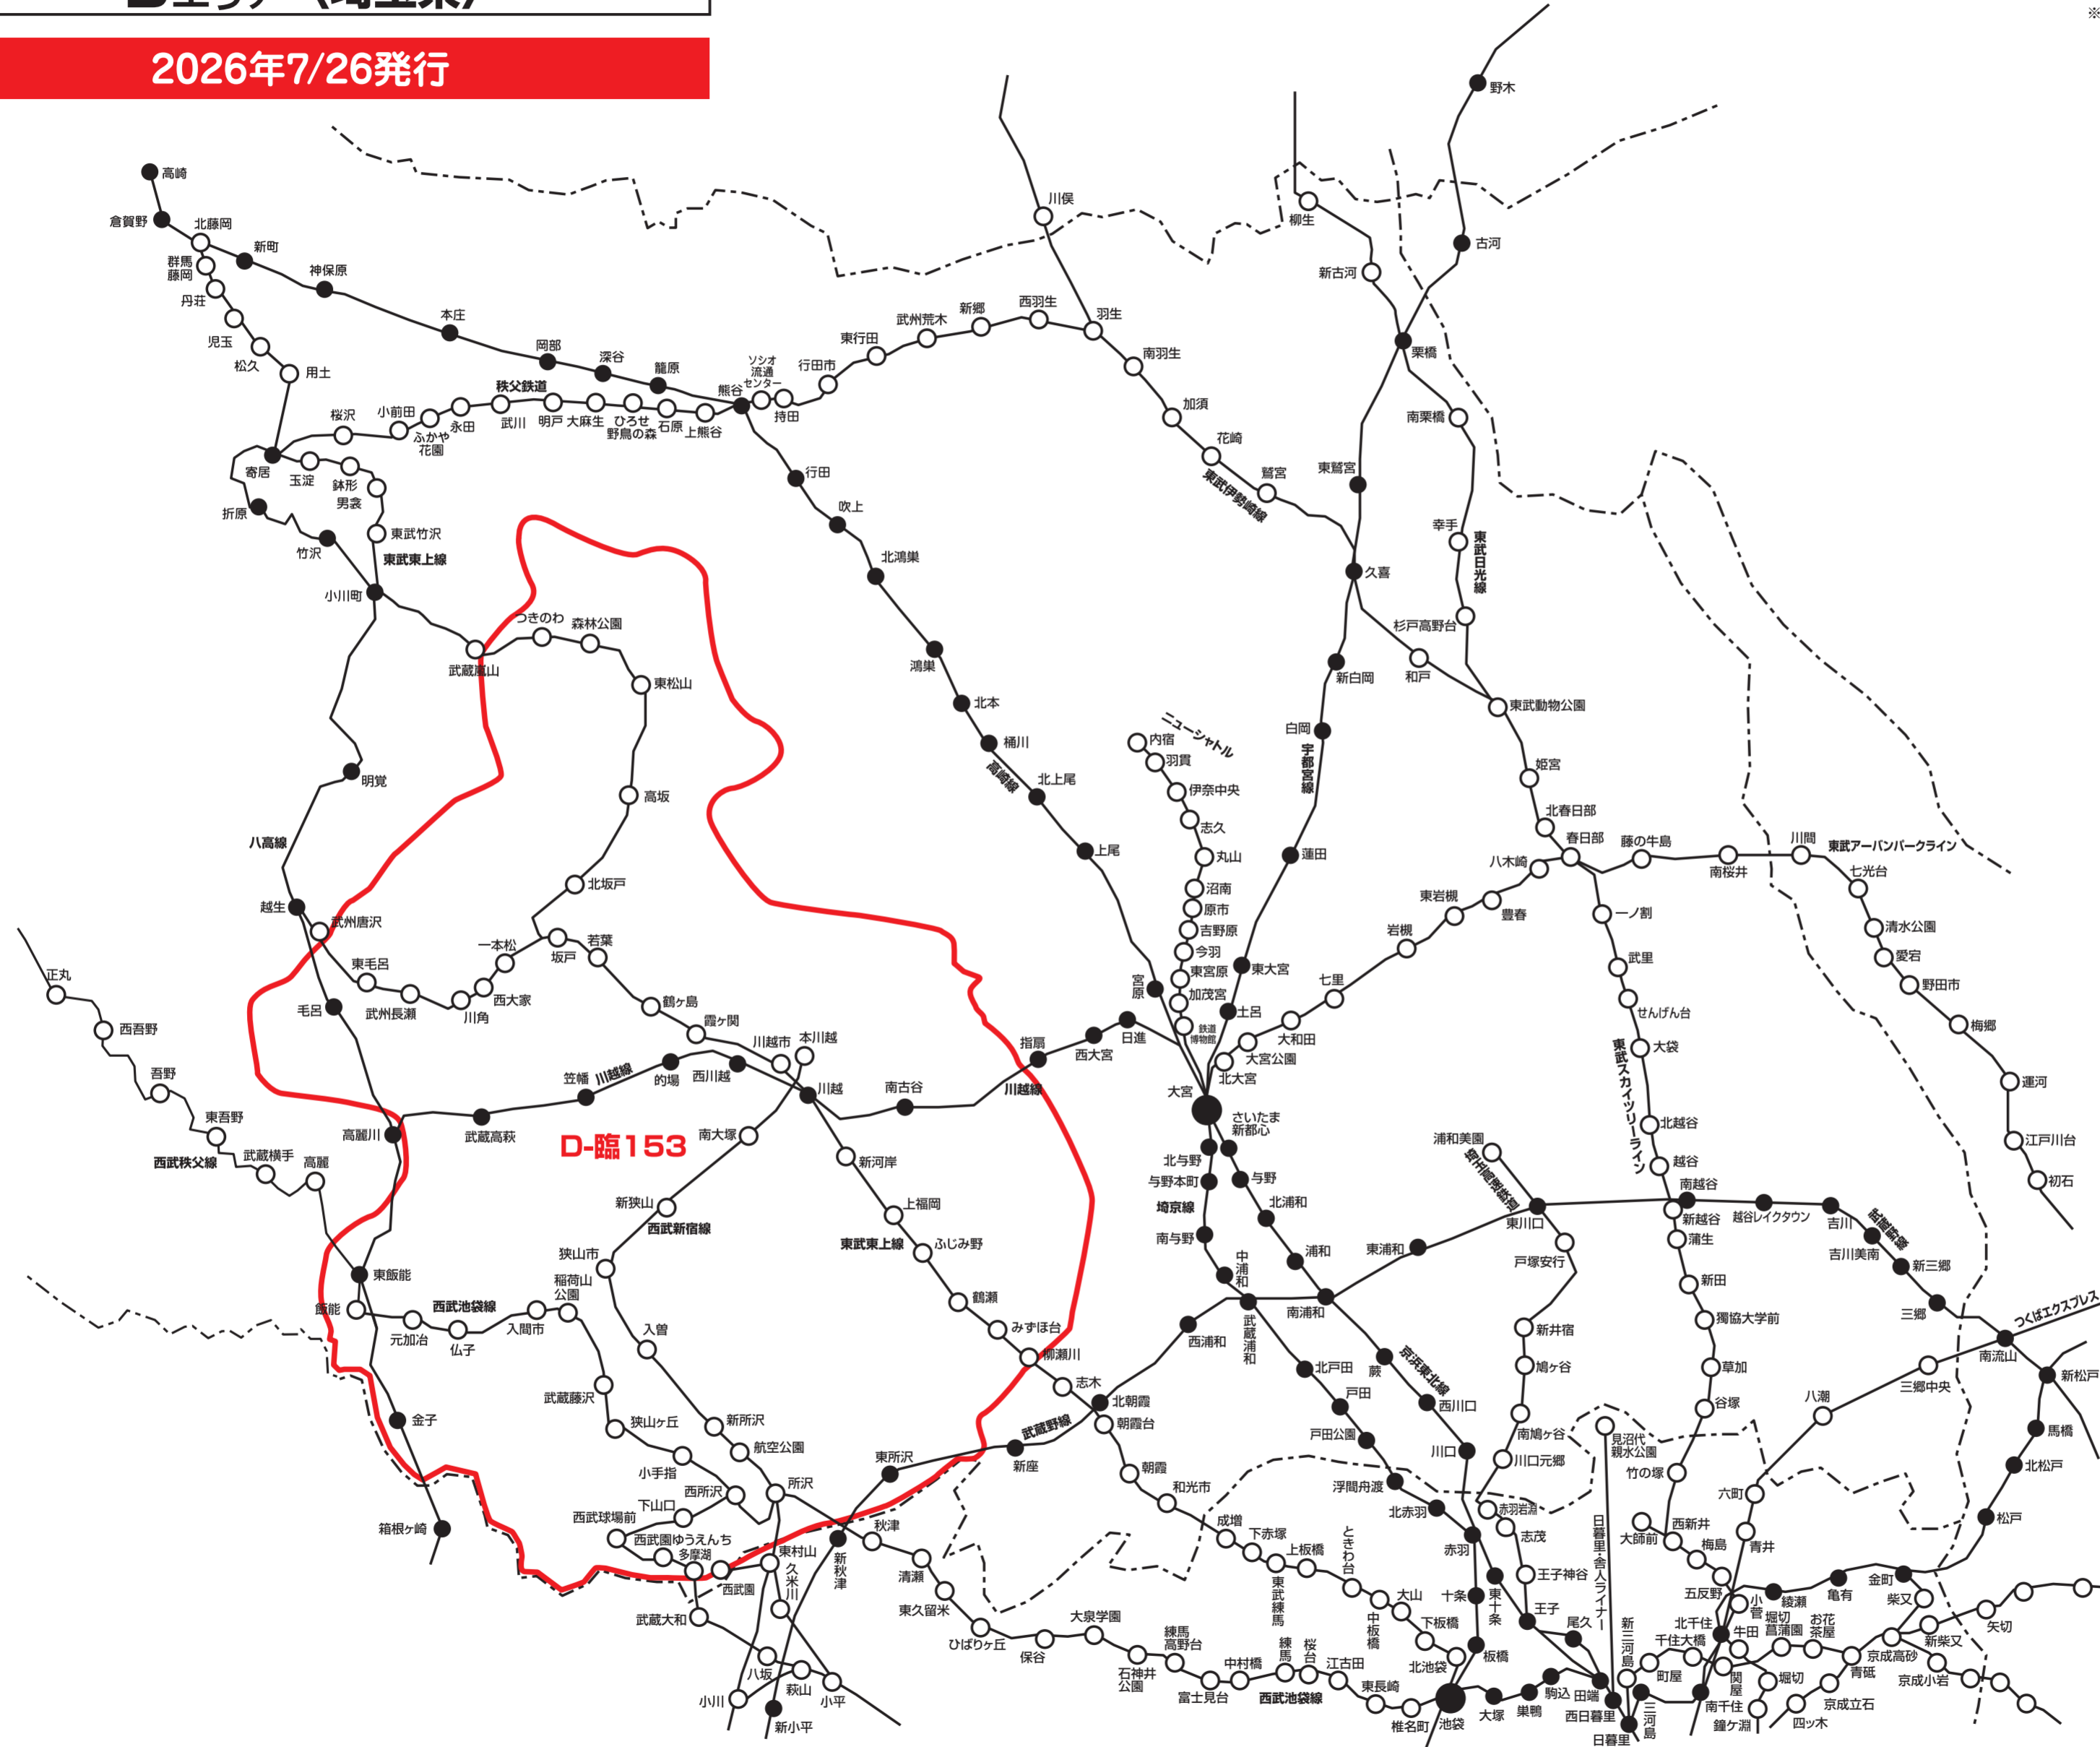 Dエリア（埼玉県）
※
2026年7/26発行
野木
高崎
倉賀野
北藤岡
新町
群馬
藤岡
丹荘
神保原
児玉
松久
用土
本庄
岡部
深谷
籠原
熊谷
ソシオ
流通
センター
持田
行田市
東行田
武州荒木
新郷
西羽生
羽生
川俣
柳生
新古河
古河
栗橋
南羽生
加須
花崎
鷲宮
東武伊勢崎線
東鷲宮
南栗橋
幸手
東武日光線
杉戸高野台
久喜
和戸
東武動物公園
新白岡
白岡
宇都宮線
蓮田
東大宮
土呂
秩父鉄道
桜沢
小前田
ふかや
花園
永田
武川
明戸
大麻生
ひろせ
野鳥の森
石原
上熊谷
寄居
玉淀
鉢形
男衾
折原
竹沢
東武竹沢
東武東上線
小川町
武蔵嵐山
つきのわ
森林公園
東松山
高坂
北坂戸
坂戸
若葉
一本松
西大家
川角
武州長瀬
東毛呂
武州唐沢
越生
八高線
明覚
毛呂
鶴ヶ島
霞ヶ関
川越市
本川越
川越
西川越
的場
川越線
笠幡
武蔵高萩
高麗川
南古谷
川越線
指扇
西大宮
日進
行田
吹上
北鴻巣
鴻巣
北本
桶川
高崎線
北上尾
上尾
宮原
ニューシャトル
内宿
羽貫
伊奈中央
志久
丸山
沼南
原市
吉野原
今羽
東宮原
加茂宮
鉄道
博物館
大宮
北大宮
大宮公園
大和田
七里
岩槻
東岩槻
豊春
八木崎
春日部
北春日部
姫宮
藤の牛島
南桜井
川間
東武アーバンパークライン
七光台
清水公園
愛宕
野田市
梅郷
運河
江戸川台
初石
一ノ割
武里
せんげん台
大袋
東武スカイツリーライン
北越谷
越谷
南越谷
新越谷
越谷レイクタウン
吉川
吉川美南
武蔵野線
新三郷
三郷
南流山
つくばエクスプレス
新松戸
三郷中央
八潮
馬橋
北松戸
松戸
蒲生
新田
獨協大学前
草加
谷塚
竹の塚
西新井
大師前
梅島
五反野
小菅
六町
青井
北千住
綾瀬
亀有
金町
柴又
新柴又
矢切
京成高砂
京成小岩
青砥
京成立石
四ツ木
お花
茶屋
堀切
菖蒲園
堀切
牛田
関屋
鐘ケ淵
千住大橋
町屋
南千住
三河島
新三河島
日暮里
西日暮里
日暮里・舎人ライナー
見沼代
親水公園
さいたま
新都心
北与野
与野本町
与野
埼京線
南与野
北浦和
浦和
中浦和
南浦和
武蔵浦和
西浦和
東浦和
東川口
浦和美園
埼玉高速鉄道
戸塚安行
新井宿
鳩ヶ谷
南鳩ヶ谷
川口元郷
赤羽岩淵
志茂
王子神谷
王子
尾久
北戸田
戸田
戸田公園
浮間舟渡
北赤羽
赤羽
蕨
京浜東北線
西川口
川口
東十条
十条
板橋
田端
駒込
巣鴨
大塚
池袋
正丸
西吾野
吾野
東吾野
西武秩父線
武蔵横手
高麗
東飯能
飯能
元加治
西武池袋線
仏子
入間市
稲荷山
公園
武蔵藤沢
狭山ヶ丘
小手指
西所沢
下山口
西武球場前
西武園ゆうえんち
多摩湖
西武園
武蔵大和
金子
箱根ヶ崎
D-臨153
南大塚
新狭山
西武新宿線
狭山市
入曽
新所沢
航空公園
所沢
東村山
久米川
八坂
萩山
小平
小川
新小平
新秋津
秋津
東所沢
武蔵野線
新座
北朝霞
新河岸
上福岡
東武東上線
ふじみ野
鶴瀬
みずほ台
柳瀬川
志木
朝霞台
朝霞
和光市
成増
下赤塚
東武練馬
上板橋
ときわ台
中板橋
大山
下板橋
北池袋
清瀬
東久留米
ひばりヶ丘
保谷
大泉学園
石神井
公園
練馬
高野台
富士見台
中村橋
練馬
桜台
江古田
西武池袋線
東長崎
椎名町